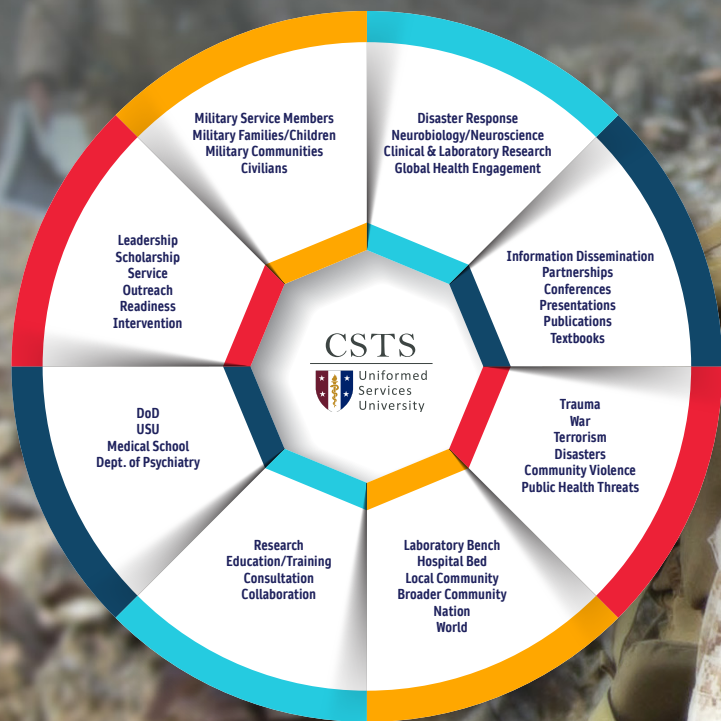 Military Service Members
Military Families/Children
Military Communities
Civilians
Disaster Response
Neurobiology/Neuroscience
Clinical & Laboratory Research
Global Health Engagement
Information Dissemination
Partnerships
Conferences
Presentations
Publications
Textbooks
Trauma
War
Terrorism
Disasters
Community Violence
Public Health Threats
Laboratory Bench
Hospital Bed
Local Community
Broader Community
Nation
World
Research
Education/Training
Consultation
Collaboration
DoD
USU
Medical School
Dept. of Psychiatry
Leadership
Scholarship
Service
Outreach
Readiness
Intervention
CSTS
Uniformed
Services
University